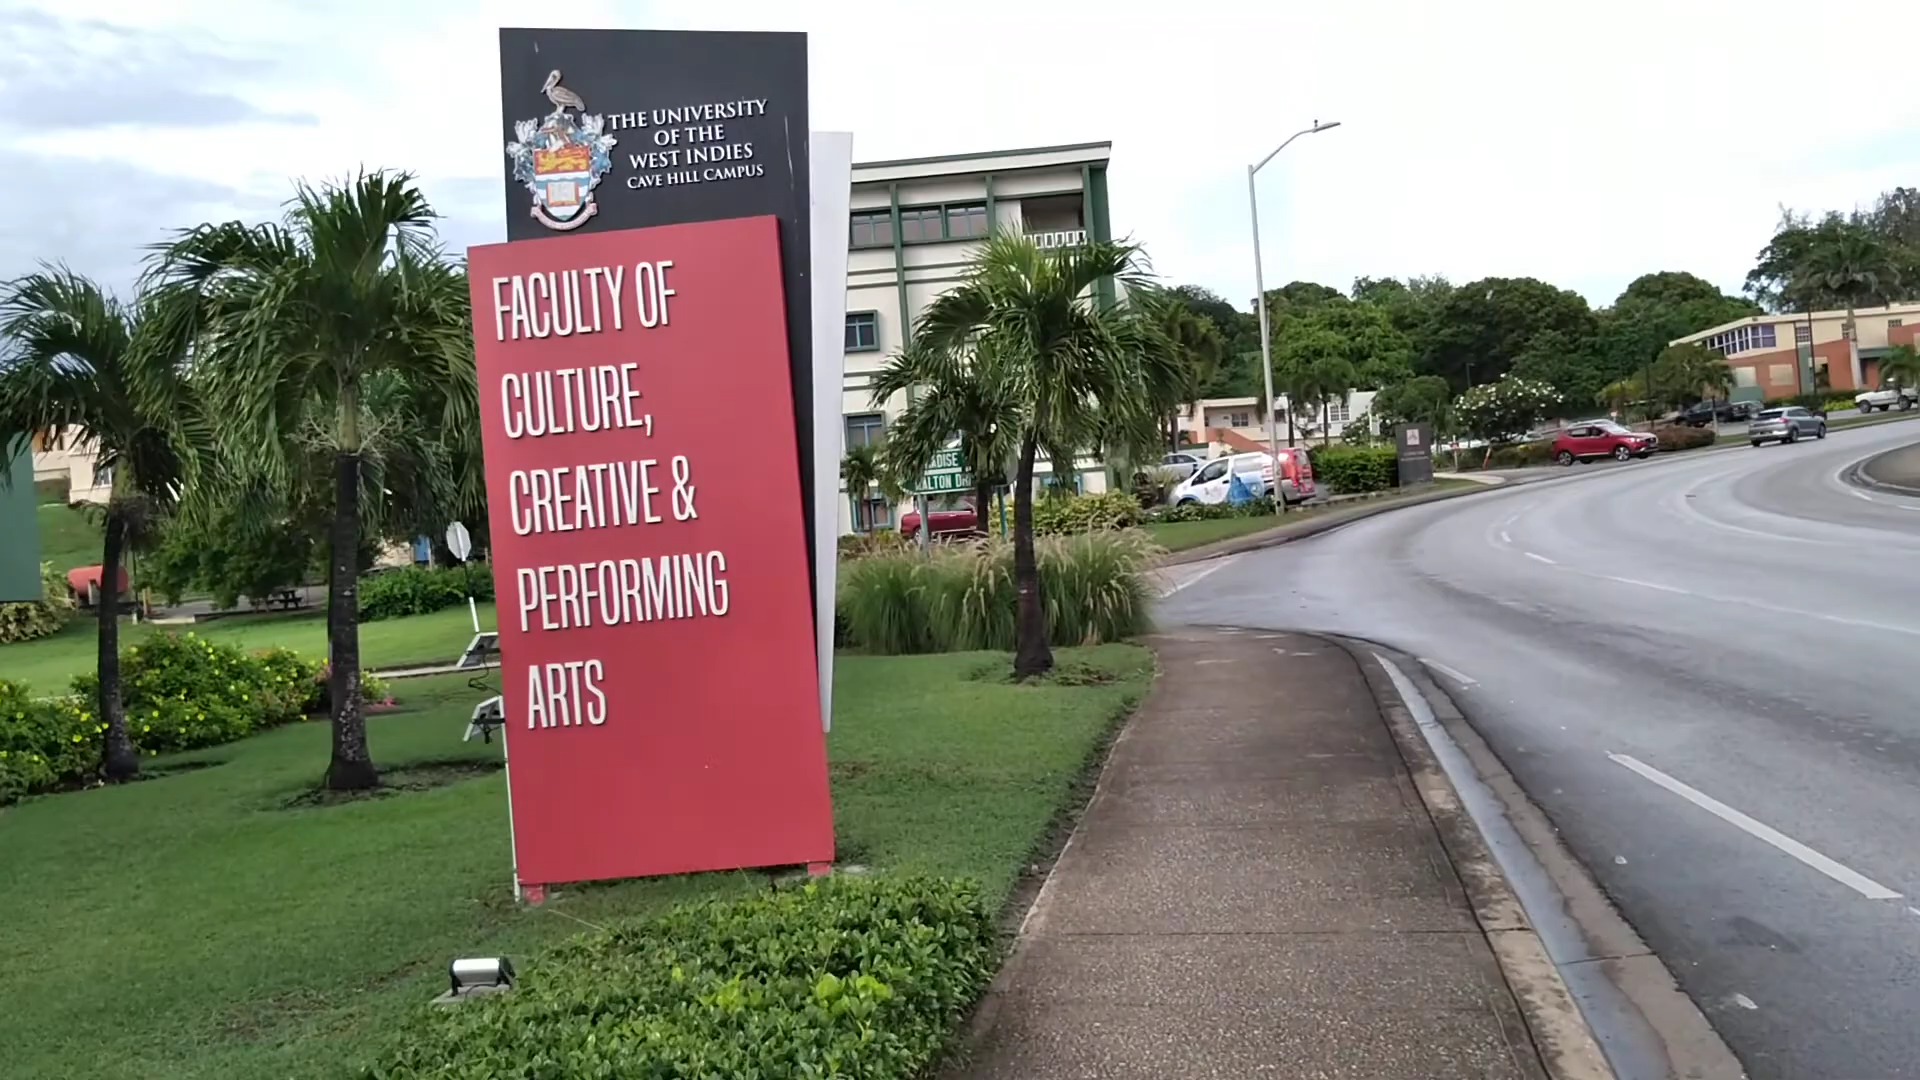 THE UNIVERSITY
OF THE
WEST INDIES
CAVE HILL CAMPUS
FACULTY OF
CULTURE,
CREATIVE &
PERFORMING
ARTS